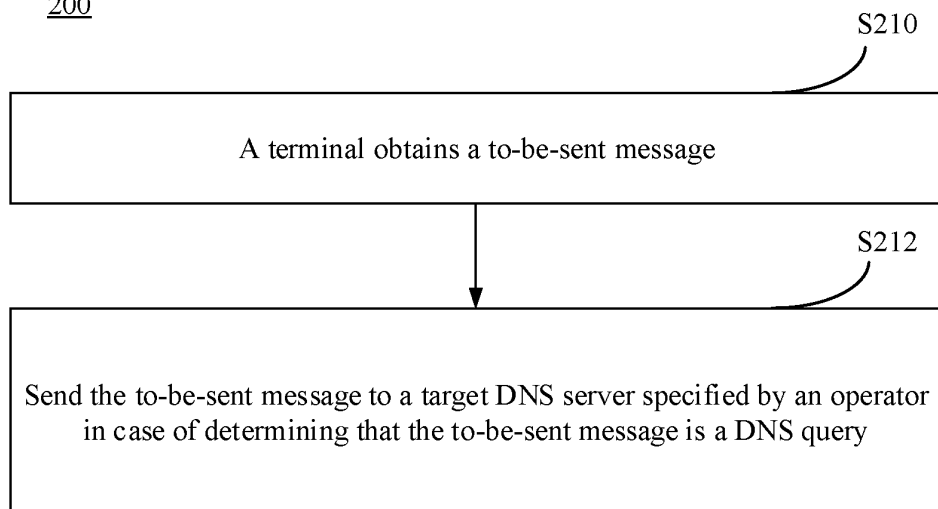 200
S210
A terminal obtains a to-be-sent message
S212
Send the to-be-sent message to a target DNS server specified by an operator
in case of determining that the to-be-sent message is a DNS query